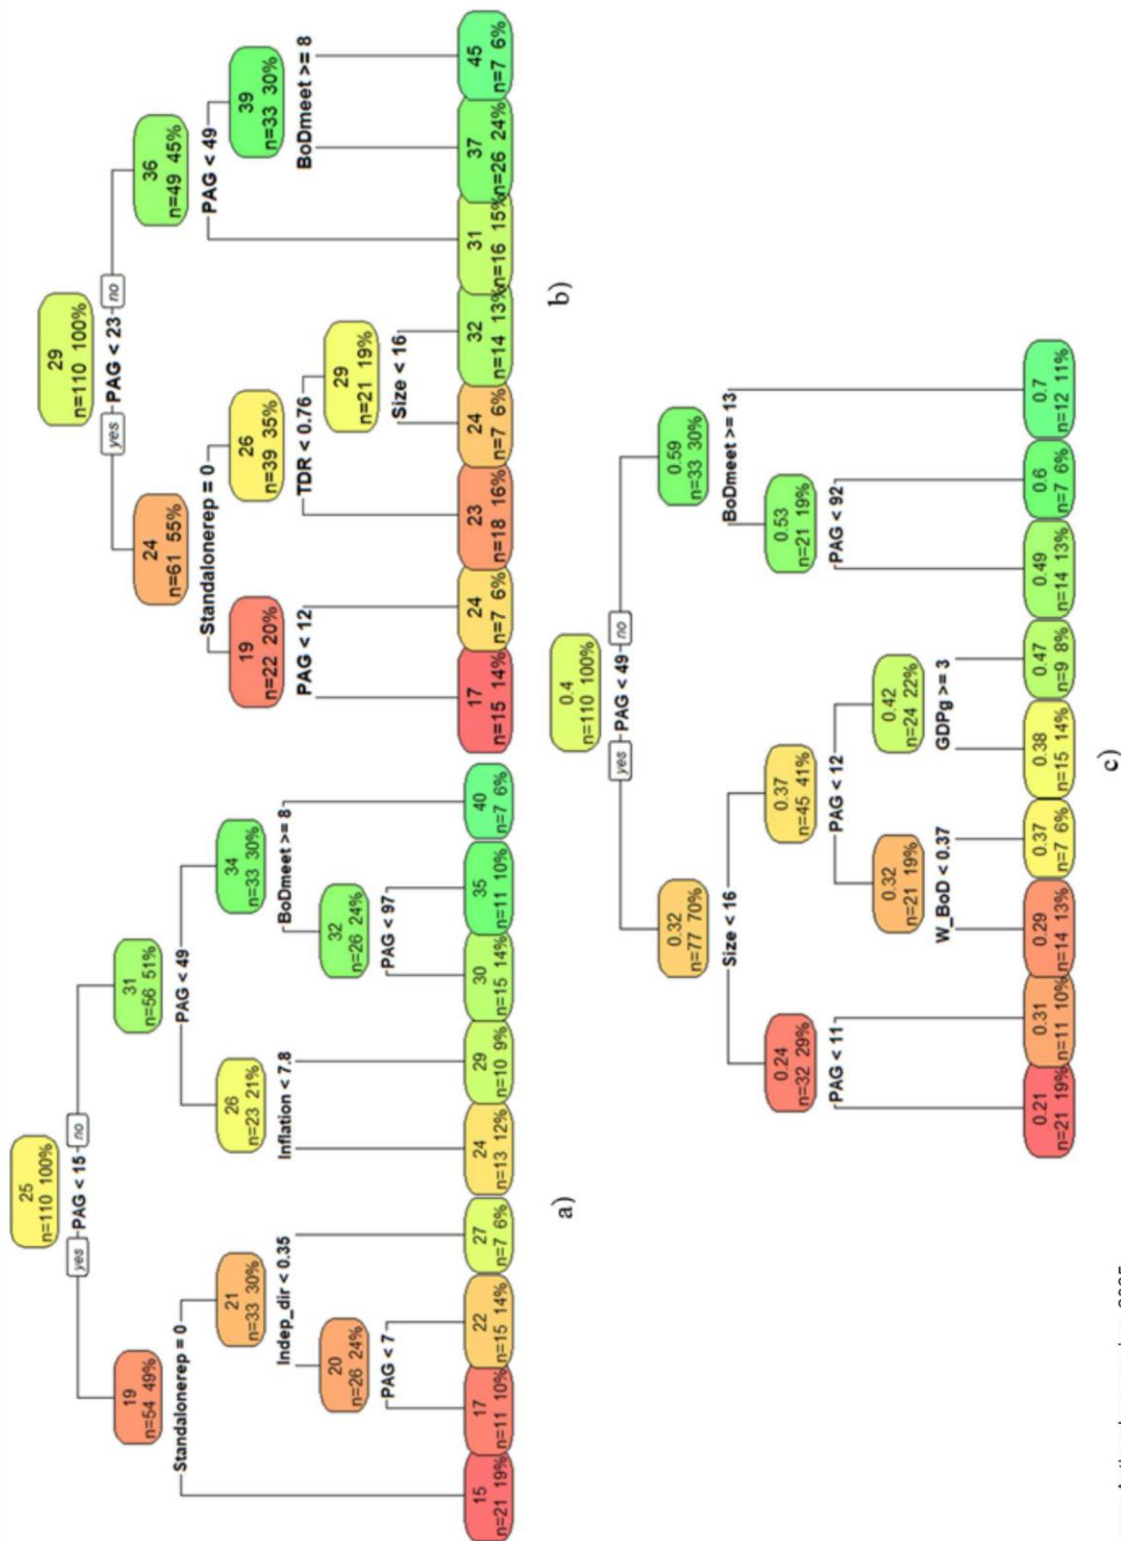 25
n=110 100%
yes PAG < 15 no
19
n=54 49%
31
n=56 51%
Standalonerep = 0
PAG < 49
21
n=33 30%
26
n=23 21%
34
n=33 30%
Indep_dir < 0.35
Inflation < 7.8
BoDmeet >= 8
20
n=26 24%
32
n=26 24%
PAG < 7
PAG < 97
15
n=21 19%
17
n=11 10%
22
n=15 14%
27
n=7 6%
24
n=13 12%
29
n=10 9%
30
n=15 14%
35
n=11 10%
40
n=7 6%
a)
29
n=110 100%
yes PAG < 23 no
24
n=61 55%
36
n=49 45%
Standalonerep = 0
PAG < 49
19
n=22 20%
26
n=39 35%
39
n=33 30%
PAG < 12
TDR < 0.76
BoDmeet >= 8
29
n=21 19%
Size < 16
17
n=15 14%
24
n=7 6%
23
n=18 16%
24
n=7 6%
32
n=14 13%
31
n=16 15%
37
n=26 24%
45
n=7 6%
b)
0.4
n=110 100%
yes PAG < 49 no
0.32
n=77 70%
0.59
n=33 30%
Size < 16
BoDmeet >= 13
0.24
n=32 29%
0.37
n=45 41%
0.53
n=21 19%
PAG < 11
PAG < 12
PAG < 92
0.32
n=21 19%
0.42
n=24 22%
W_BoD < 0.37
GDPg >= 3
0.21
n=21 19%
0.31
n=11 10%
0.29
n=14 13%
0.37
n=7 6%
0.38
n=15 14%
0.47
n=9 8%
0.49
n=14 13%
0.6
n=7 6%
0.7
n=12 11%
c)